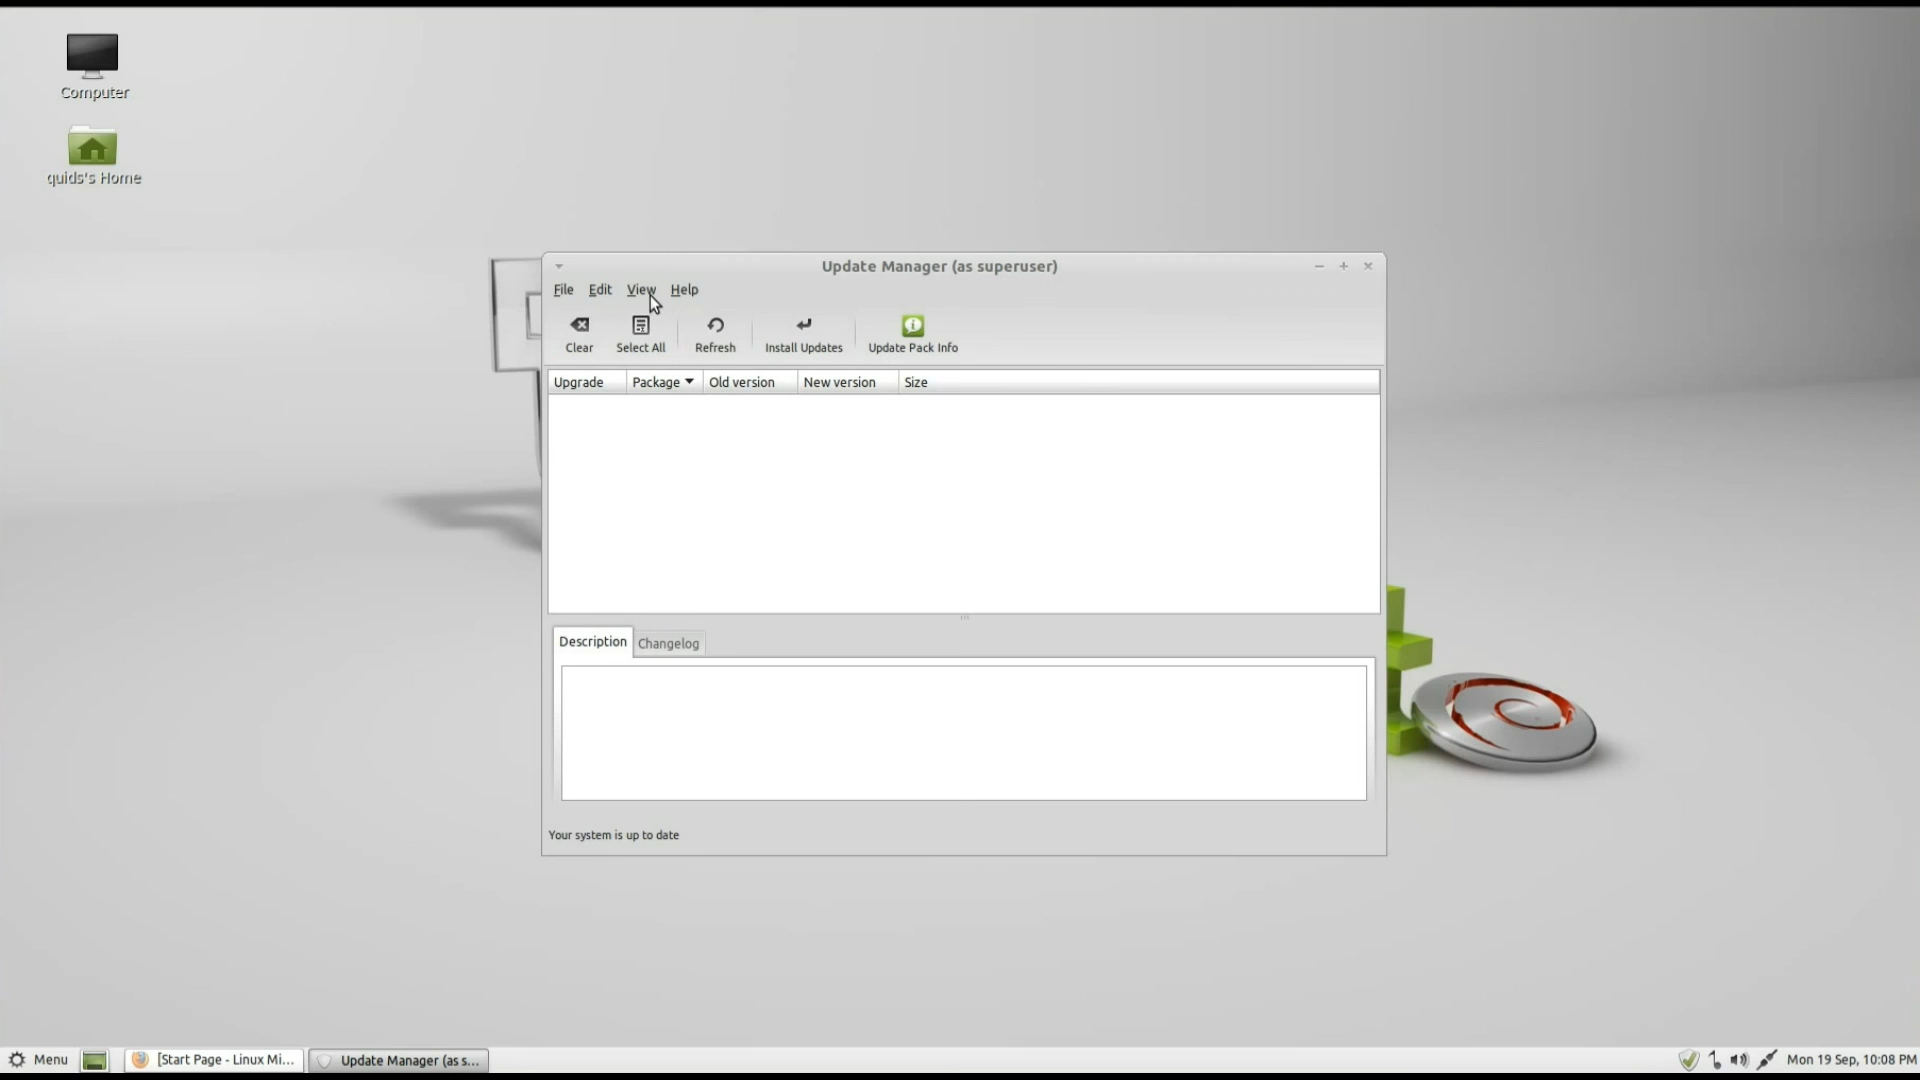 Computer
quids's Home
Update Manager (as superuser)
File Edit View Help
Clear Select All Refresh Install Updates Update Pack Info
Upgrade Package Old version New version Size
Description Changelog
Your system is up to date
Menu [Start Page - Linux Mi... Update Manager (as s... Mon 19 Sep, 10:08 PM